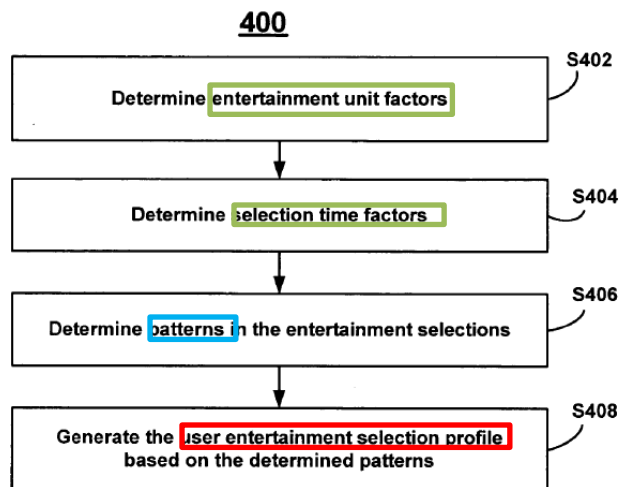 400
S402
Determine entertainment unit factors
S404
Determine selection time factors
S406
Determine patterns in the entertainment selections
S408
Generate the user entertainment selection profile
based on the determined patterns